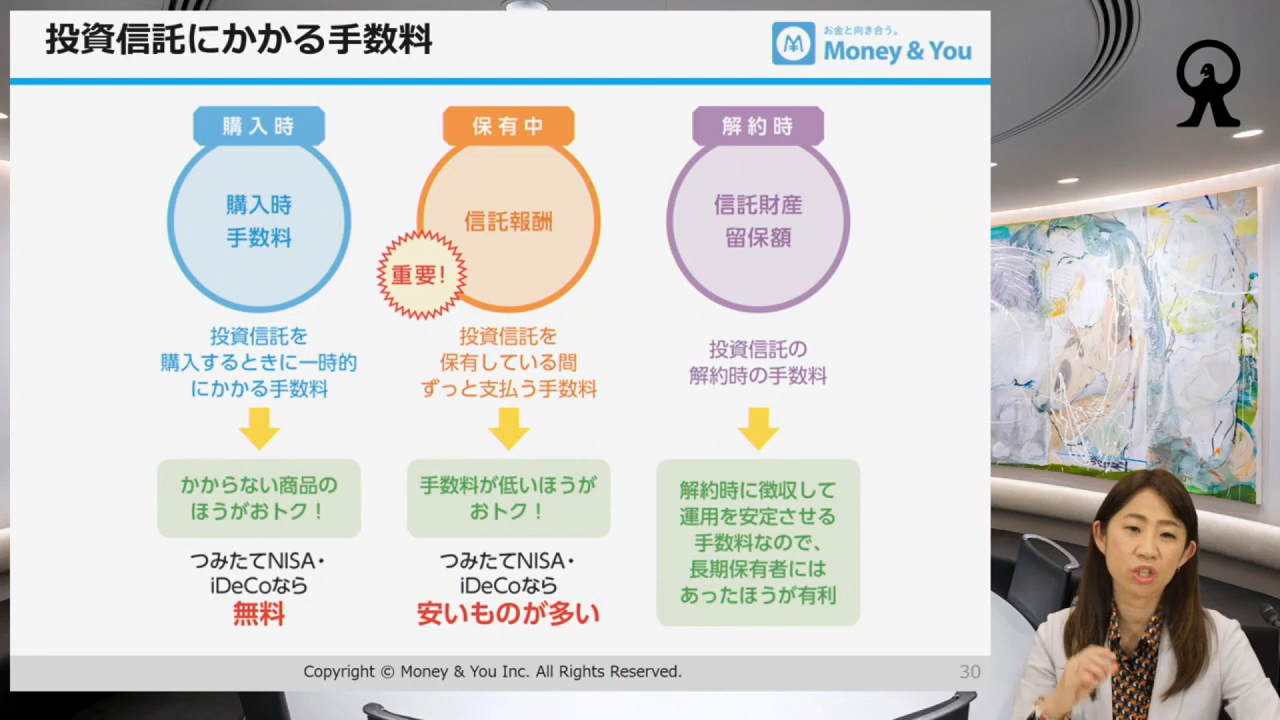 投資信託にかかる手数料
お金と向き合う。
Money & You
購入時
購入時
手数料
投資信託を
購入するときに一時的
にかかる手数料
かからない商品の
ほうがおトク！
つみたてNISA・
iDeCoなら
無料
保有中
信託報酬
重要！
投資信託を
保有している間
ずっと支払う手数料
手数料が低いほうが
おトク！
つみたてNISA・
iDeCoなら
安いものが多い
解約時
信託財産
留保額
投資信託の
解約時の手数料
解約時に徴収して
運用を安定させる
手数料なので、
長期保有者には
あったほうが有利
Copyright © Money & You Inc. All Rights Reserved.
30